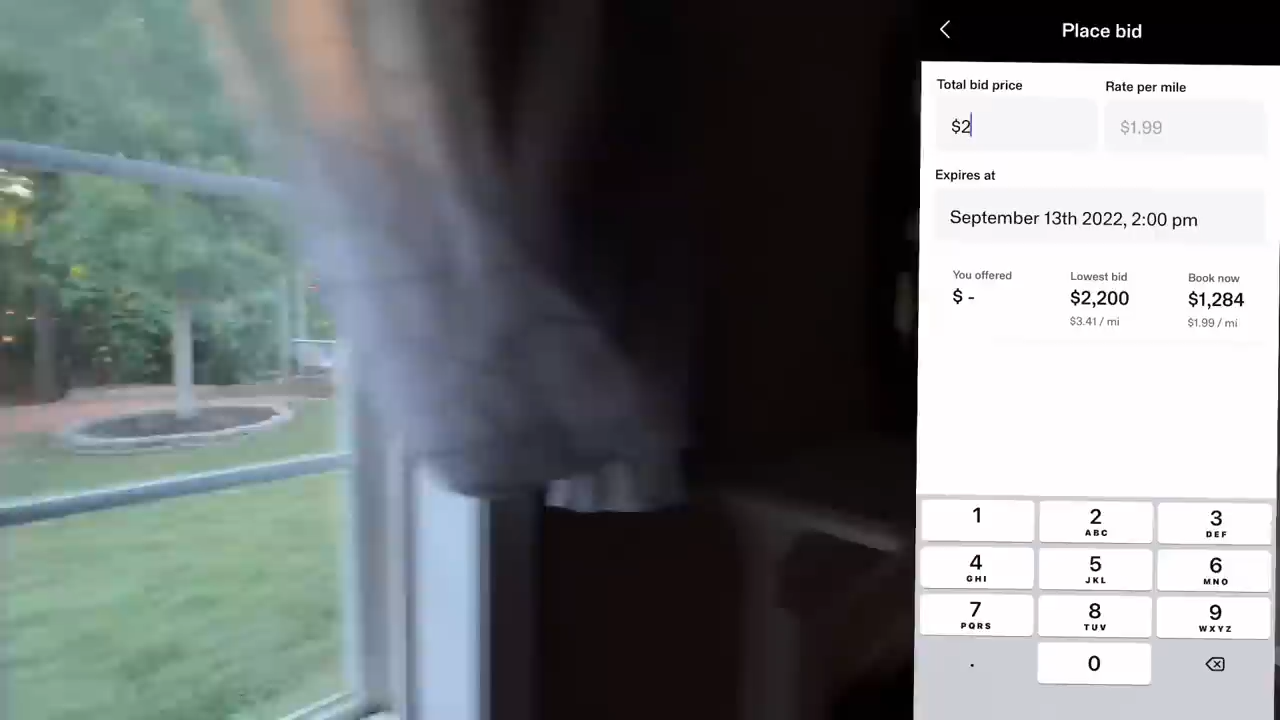 Place bid
Total bid price
Rate per mile
$2
$1.99
Expires at
September 13th 2022, 2:00 pm
You offered
Lowest bid
Book now
$ -
$2,200
$1,284
$3.41 / mi
$1.99 / mi
1
2
ABC
3
DEF
4
GHI
5
JKL
6
MNO
7
PQRS
8
TUV
9
WXYZ
.
0